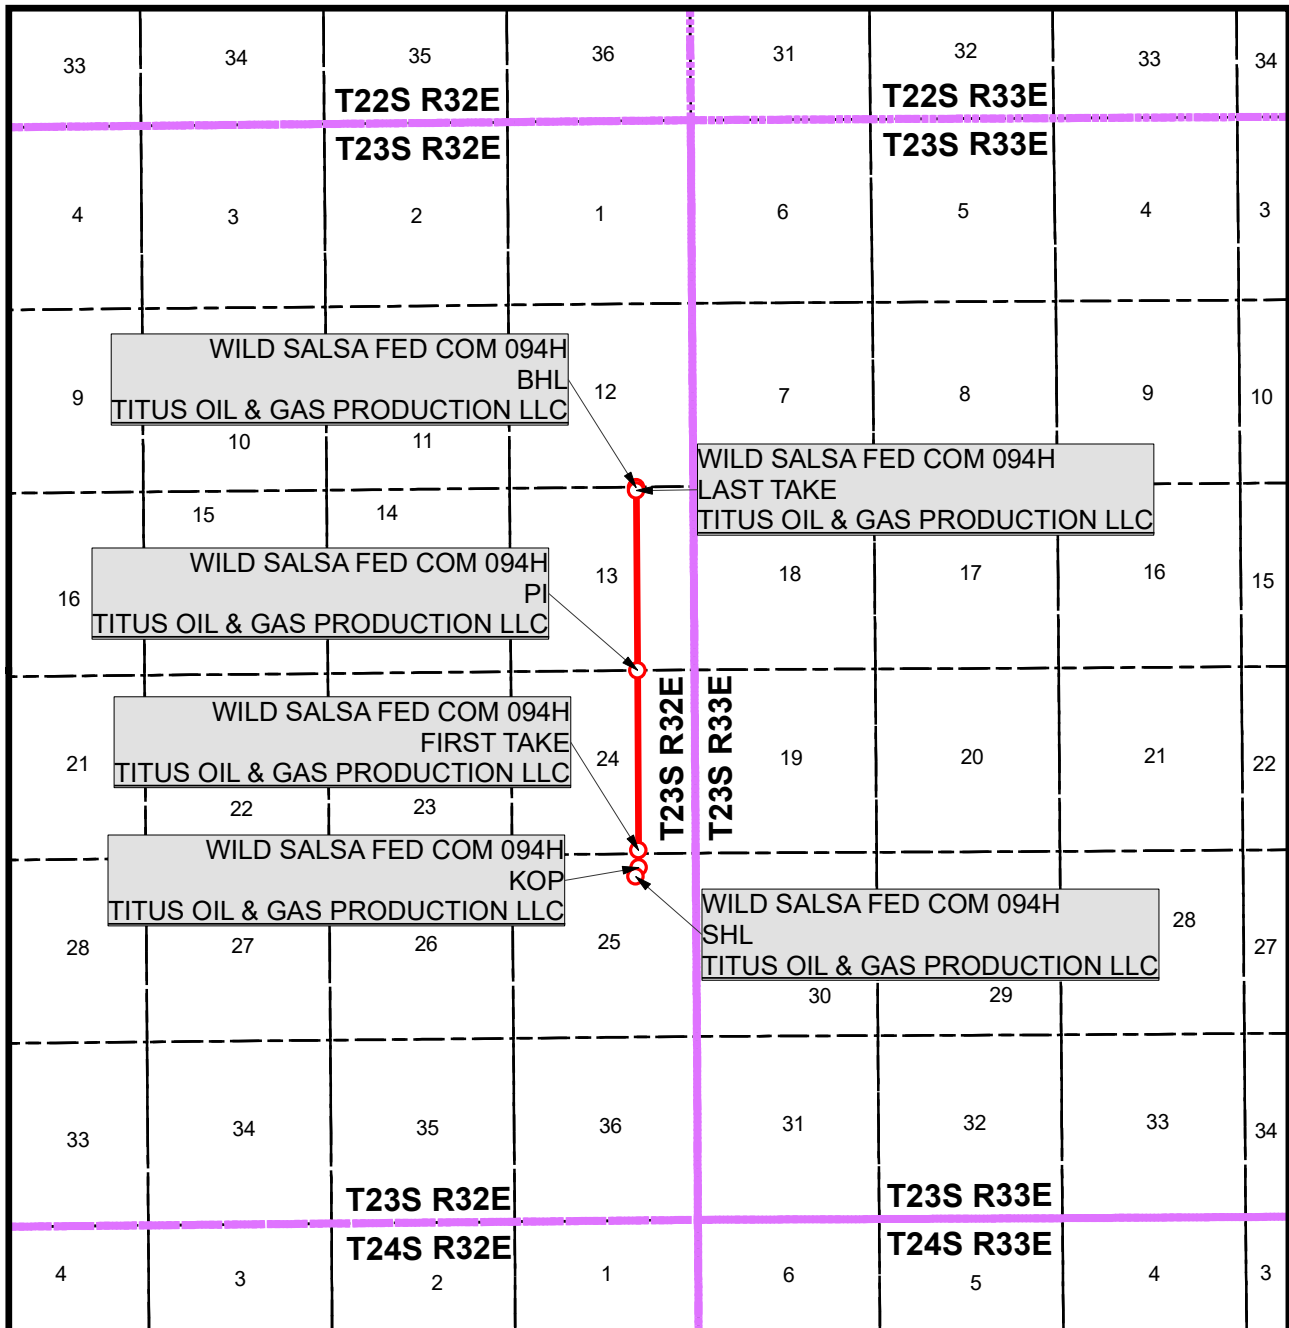 33
34
35
36
31
32
33
34
T22S R32E
T22S R33E
T23S R32E
T23S R33E
4
3
2
1
6
5
4
3
WILD SALSA FED COM 094H
BHL
TITUS OIL & GAS PRODUCTION LLC
9
12
7
8
9
10
10
11
WILD SALSA FED COM 094H
LAST TAKE
TITUS OIL & GAS PRODUCTION LLC
15
14
WILD SALSA FED COM 094H
PI
TITUS OIL & GAS PRODUCTION LLC
16
13
18
17
16
15
T23S R32E
T23S R33E
WILD SALSA FED COM 094H
FIRST TAKE
TITUS OIL & GAS PRODUCTION LLC
21
24
19
20
21
22
22
23
WILD SALSA FED COM 094H
KOP
TITUS OIL & GAS PRODUCTION LLC
WILD SALSA FED COM 094H
SHL
TITUS OIL & GAS PRODUCTION LLC
28
27
26
25
28
27
30
29
33
34
35
36
31
32
33
34
T23S R32E
T23S R33E
T24S R32E
T24S R33E
4
3
2
1
6
5
4
3